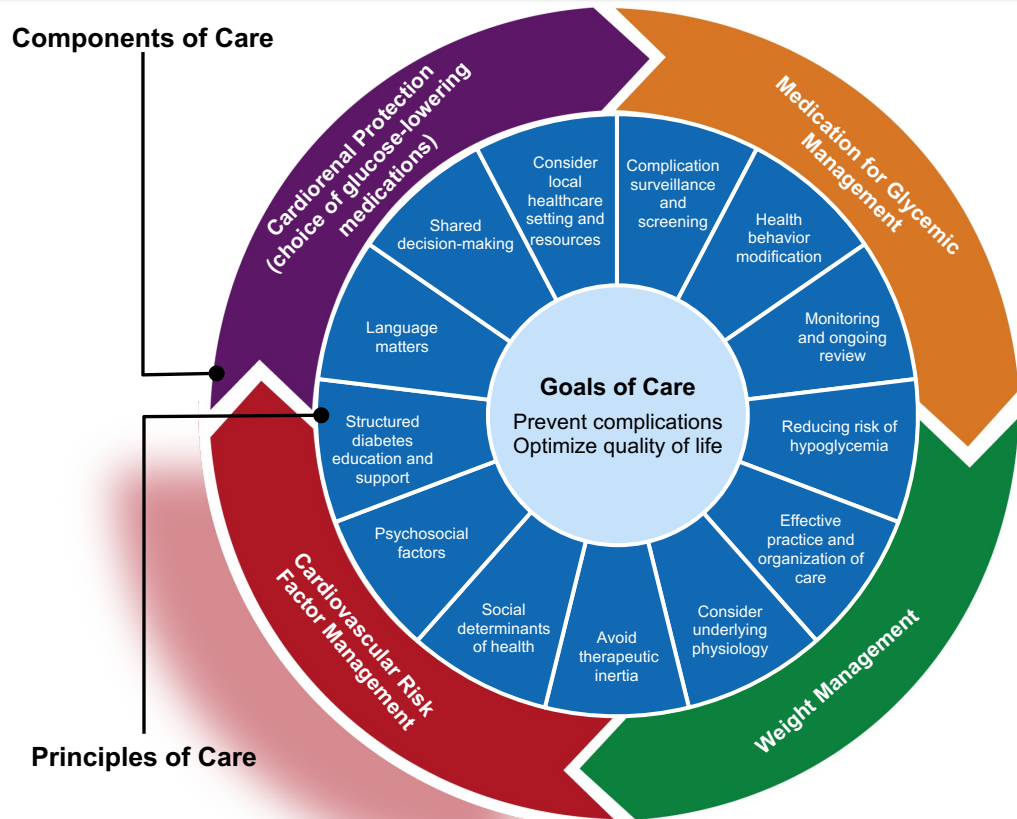 Components of Care
Cardiorenal Protection
(choice of glucose-lowering
medications)
Medication for Glycemic
Management
Weight Management
Cardiovascular Risk
Factor Management
Principles of Care
Consider
local
healthcare
setting and
resources
Complication
surveillance
and
screening
Health
behavior
modification
Monitoring
and ongoing
review
Reducing risk of
hypoglycemia
Effective
practice and
organization of
care
Consider
underlying
physiology
Avoid
therapeutic
inertia
Social
determinants
of health
Psychosocial
factors
Structured
diabetes
education and
support
Language
matters
Shared
decision-making
Goals of Care
Prevent complications
Optimize quality of life